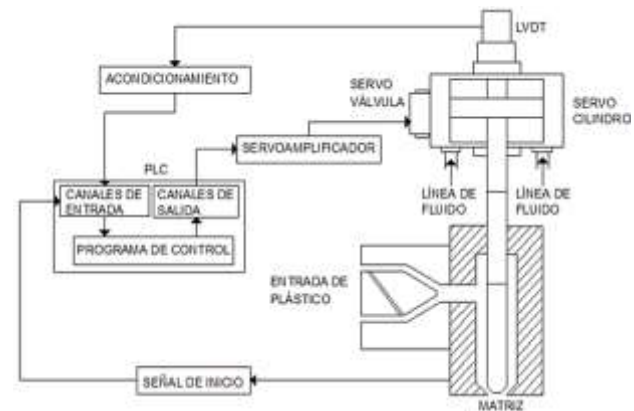 LVDT
ACONDICIONAMIENTO
SERVO
VÁLVULA
SERVO
CILINDRO
SERVOAMPLIFICADOR
PLC
CANALES DE
ENTRADA
CANALES DE
SALIDA
PROGRAMA DE CONTROL
LÍNEA DE
FLUIDO
LÍNEA DE
FLUIDO
ENTRADA DE
PLÁSTICO
SEÑAL DE INICIO
MATRIZ